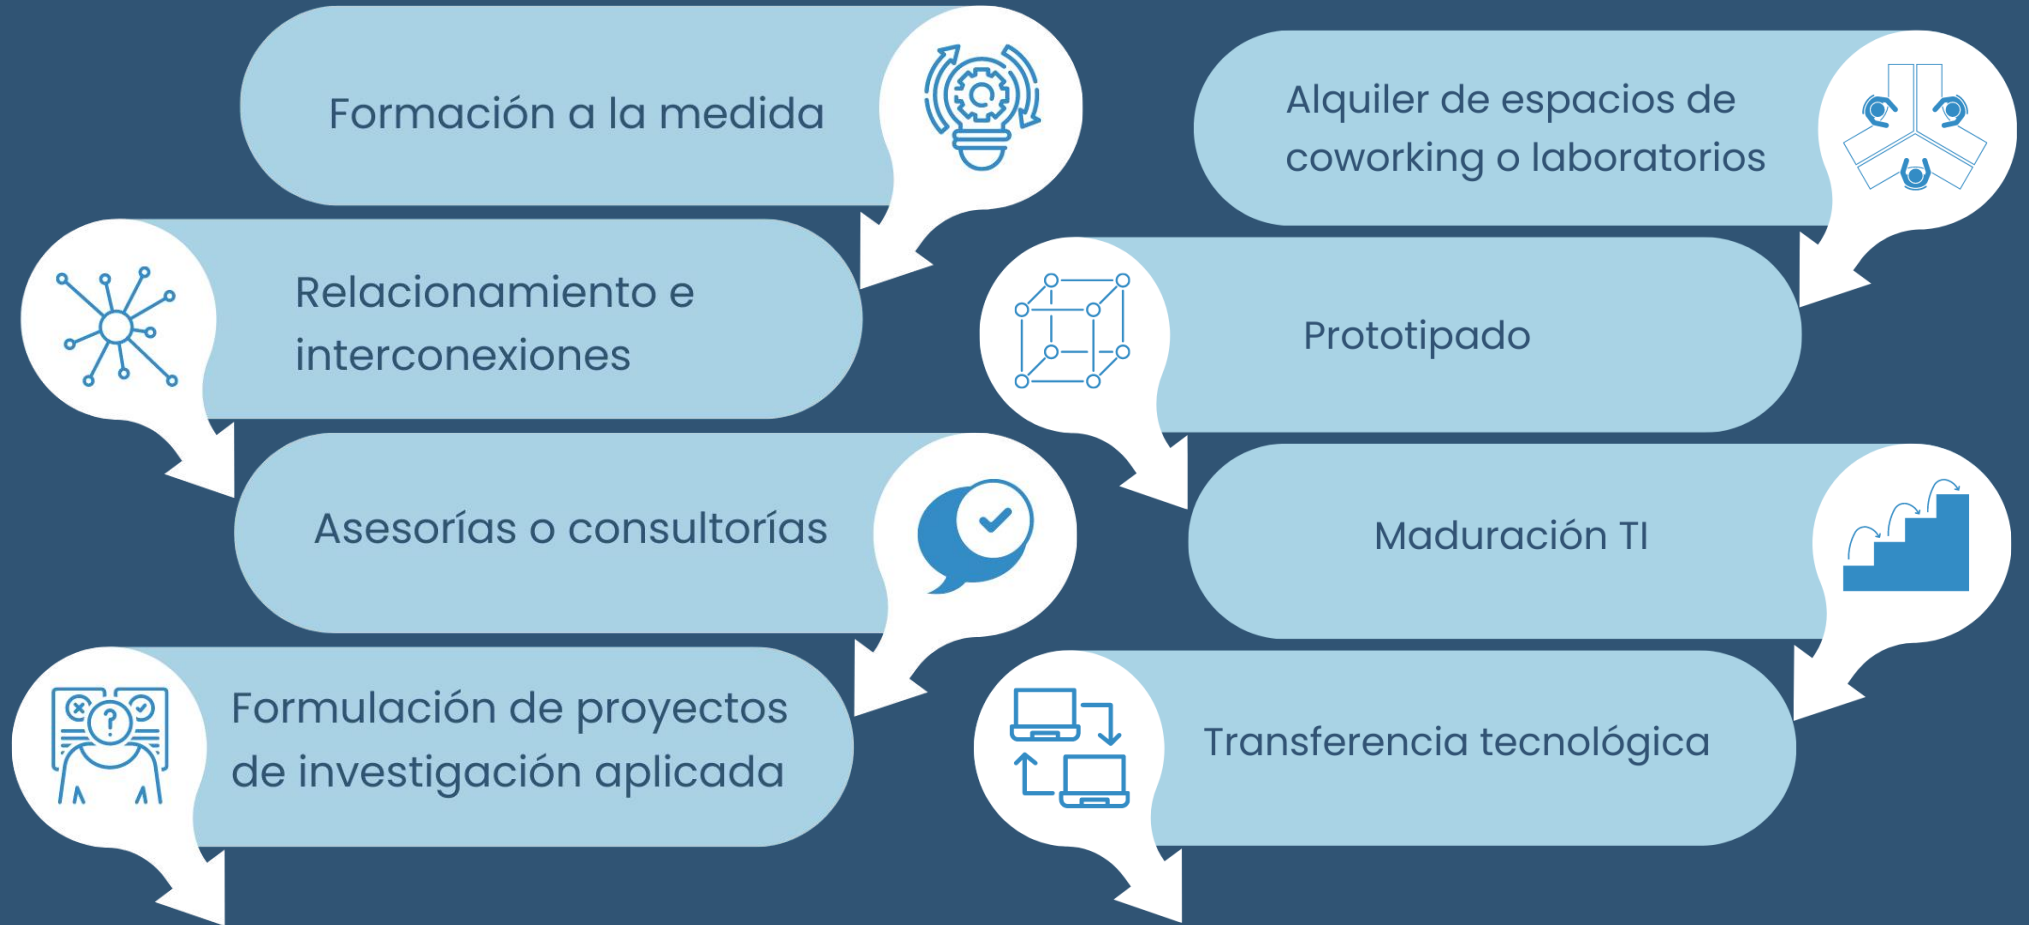 Formación a la medida
Relacionamiento e
interconexiones
Asesorías o consultorías
Formulación de proyectos
de investigación aplicada
Alquiler de espacios de
coworking o laboratorios
Prototipado
Maduración TI
Transferencia tecnológica